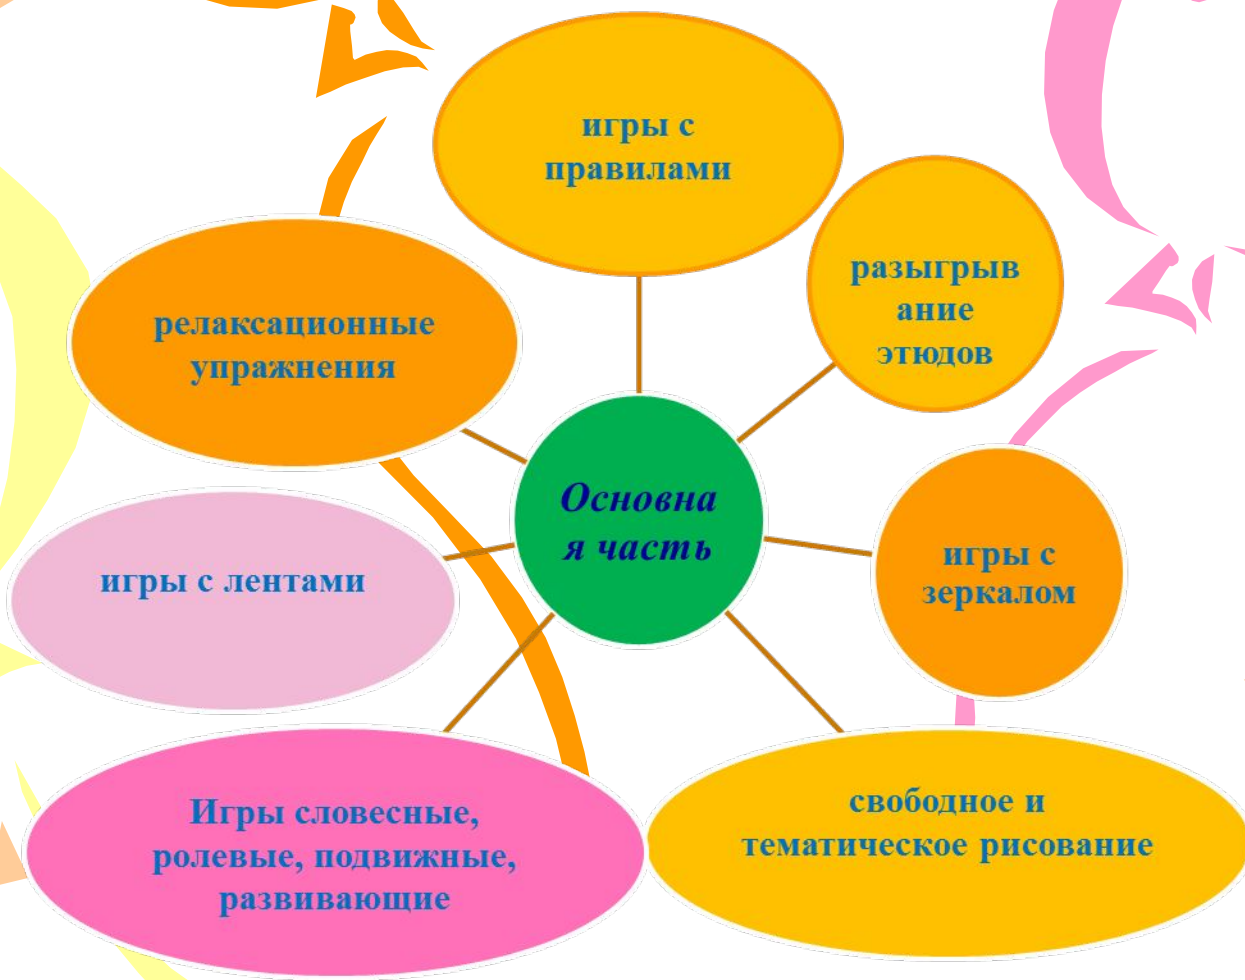 игры с
правилами
разыгрыв
ание
этюдов
релаксационные
упражнения
Основна
я часть
игры с
зеркалом
игры с лентами
свободное и
тематическое рисование
Игры словесные,
ролевые, подвижные,
развивающие